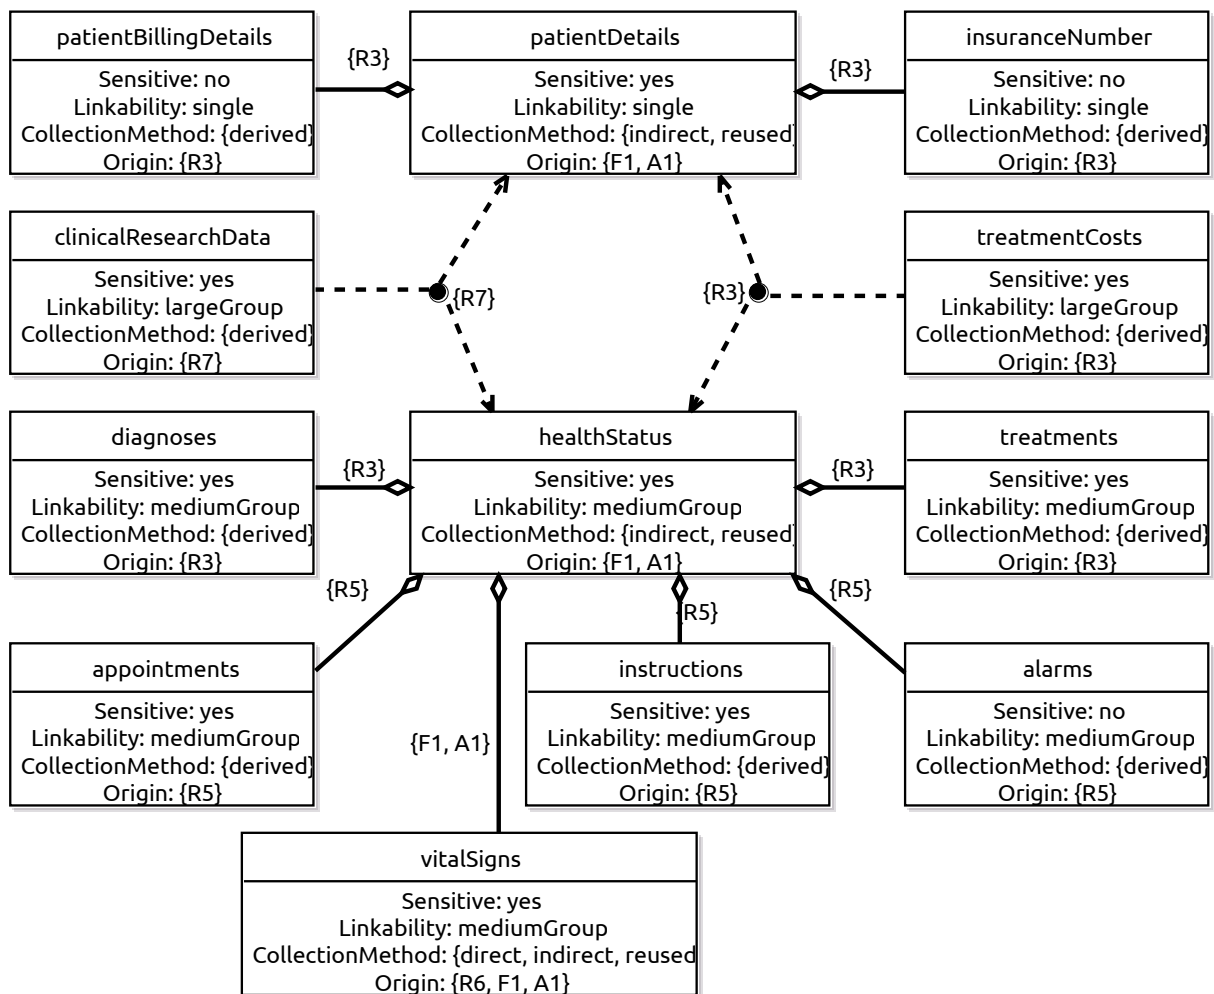 patientBillingDetails
Sensitive: no
Linkability: single
CollectionMethod: {derived}
Origin: {R3}
{R3}
patientDetails
Sensitive: yes
Linkability: single
CollectionMethod: {indirect, reused}
Origin: {F1, A1}
{R3}
insuranceNumber
Sensitive: no
Linkability: single
CollectionMethod: {derived}
Origin: {R3}
clinicalResearchData
Sensitive: yes
Linkability: largeGroup
CollectionMethod: {derived}
Origin: {R7}
{R7}
{R3}
treatmentCosts
Sensitive: yes
Linkability: largeGroup
CollectionMethod: {derived}
Origin: {R3}
diagnoses
Sensitive: yes
Linkability: mediumGroup
CollectionMethod: {derived}
Origin: {R3}
{R3}
healthStatus
Sensitive: yes
Linkability: mediumGroup
CollectionMethod: {indirect, reused}
Origin: {F1, A1}
{R3}
treatments
Sensitive: yes
Linkability: mediumGroup
CollectionMethod: {derived}
Origin: {R3}
{R5}
{R5}
{R5}
appointments
Sensitive: yes
Linkability: mediumGroup
CollectionMethod: {derived}
Origin: {R5}
{F1, A1}
instructions
Sensitive: yes
Linkability: mediumGroup
CollectionMethod: {derived}
Origin: {R5}
alarms
Sensitive: no
Linkability: mediumGroup
CollectionMethod: {derived}
Origin: {R5}
vitalSigns
Sensitive: yes
Linkability: mediumGroup
CollectionMethod: {direct, indirect, reused
Origin: {R6, F1, A1}